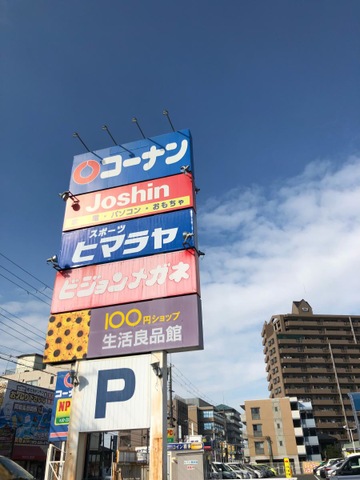 コーナン
Joshin
電・パソコン・おもちゃ
スポーツ
ヒマラヤ
ビジョンメガネ
100円ショップ
生活良品館
P
NP